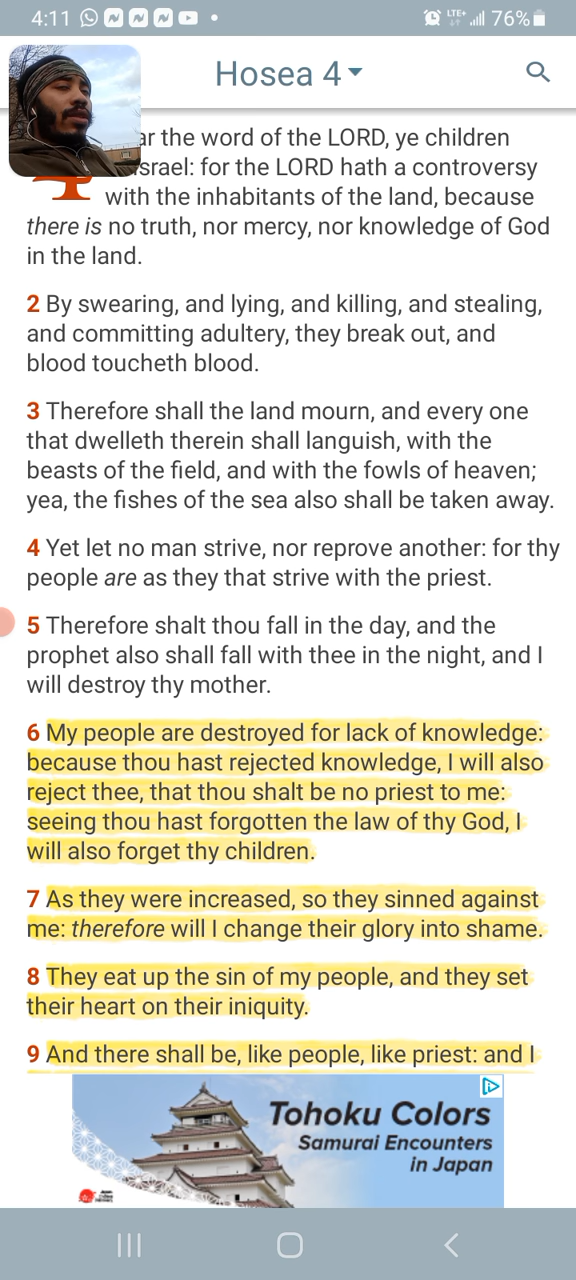 4:11
LTE+
76%
Hosea 4
ar the word of the LORD, ye children
srael: for the LORD hath a controversy
with the inhabitants of the land, because
there is no truth, nor mercy, nor knowledge of God
in the land.
2 By swearing, and lying, and killing, and stealing,
and committing adultery, they break out, and
blood toucheth blood.
3 Therefore shall the land mourn, and every one
that dwelleth therein shall languish, with the
beasts of the field, and with the fowls of heaven;
yea, the fishes of the sea also shall be taken away.
4 Yet let no man strive, nor reprove another: for thy
people are as they that strive with the priest.
5 Therefore shalt thou fall in the day, and the
prophet also shall fall with thee in the night, and I
will destroy thy mother.
6 My people are destroyed for lack of knowledge:
because thou hast rejected knowledge, I will also
reject thee, that thou shalt be no priest to me:
seeing thou hast forgotten the law of thy God, I
will also forget thy children.
7 As they were increased, so they sinned against
me: therefore will I change their glory into shame.
8 They eat up the sin of my people, and they set
their heart on their iniquity.
9 And there shall be, like people, like priest: and I
Tohoku Colors
Samurai Encounters
in Japan